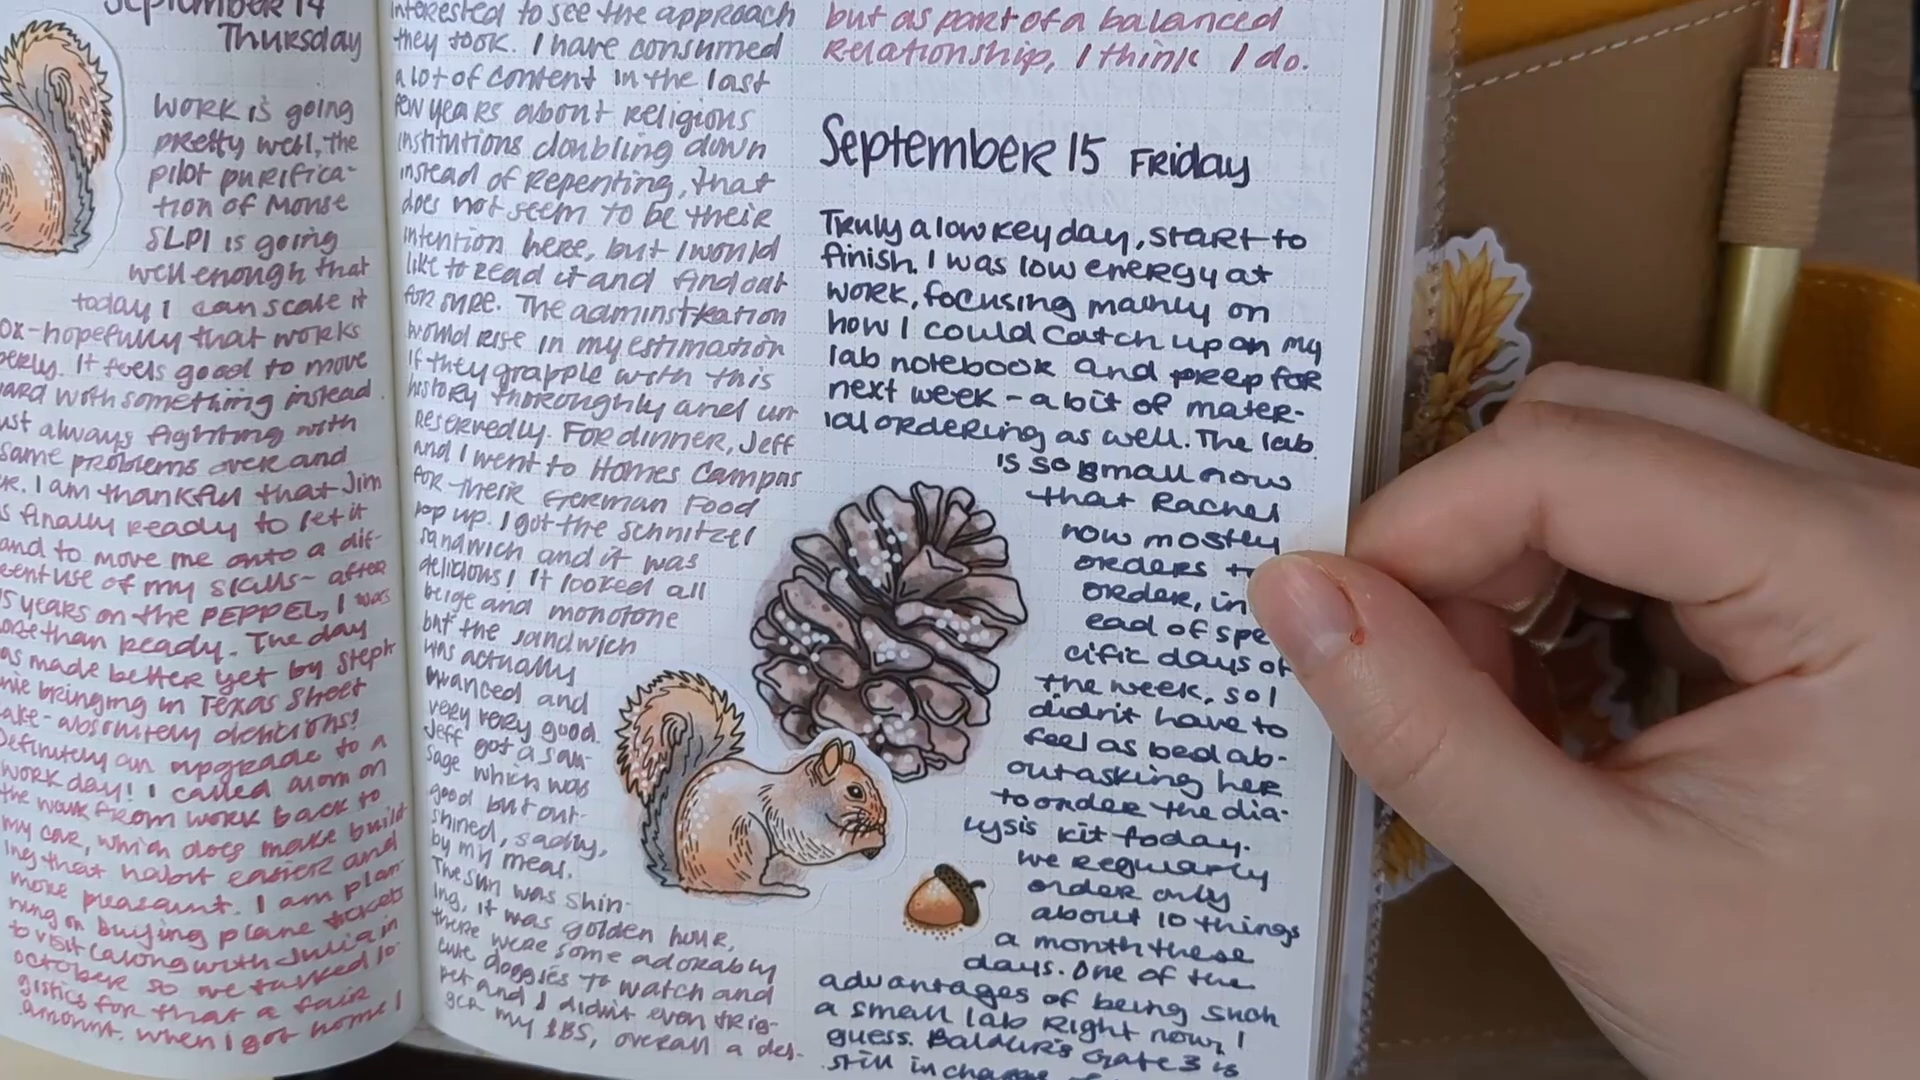 September 14
Thursday
WORK is going
pretty well, the
pilot purifica-
tion of Mouse
SLPI is going
well enough that
today I can scale it
ox-hopefully that works
perly. It feels good to move
ard with something instead
ust always fighting with
same problems over and
r. I am thankful that Jim
s finally ready to let it
and to move me onto a dif-
erent use of my skills- after
5 years on the PEPPEL, I was
ore than ready. The day
as made better yet by Steph
nie bringing in Texas Sheet
ake- absolutely delicious!
Definitely an upgrade to a
work day! I called mom on
the walk from work back to
my car, which does make build
ing that habit easier and
more pleasant. I am plan
ning on buying plane tickets
to visit (along with Julia in
october so we talked lo-
gistics for that a fair
amount. When I got home I
interested to see the approach
they took. I have consumed
a lot of content in the last
few years about religious
institutions doubling down
instead of repenting, that
does not seem to be their
intention here, but I would
like to read it and find out
for sure. The adminstration
would rise in my estimation
if they grapple with this
history thoroughly and un
reservedly. For dinner, Jeff
and I went to Homes Campus
for their German Food
pop up. I got the schnitzel
sandwich and it was
delicious! It looked all
beige and monotone
but the sandwich
was actually
nuanced and
very very good.
Jeff got a sau-
sage which was
good but out-
shined, sadly,
by my meal.
The sun was shin-
ing, it was golden hour,
there were some adorably
cute doggies to watch and
pet and I didn't even trig-
ger my IBS, overall a del-
but as part of a balanced
relationship, I think I do.
September 15 Friday
Truly a low key day, start to
finish. I was low energy at
work, focusing mainly on
how I could catch up on my
lab notebook and prep for
next week - a bit of mater-
ial ordering as well. The lab
is so small now
that Rachel
now mostly
orders t
order, in
ead of spe
cific days of
the week, so I
didn't have to
feel as bad ab-
out asking her
to order the dia-
lysis kit today.
we regularly
order only
about 10 things
a month these
days. One of the
advantages of being such
a small lab right now, I
guess. Baldur's Gate 3 is
still in charge of